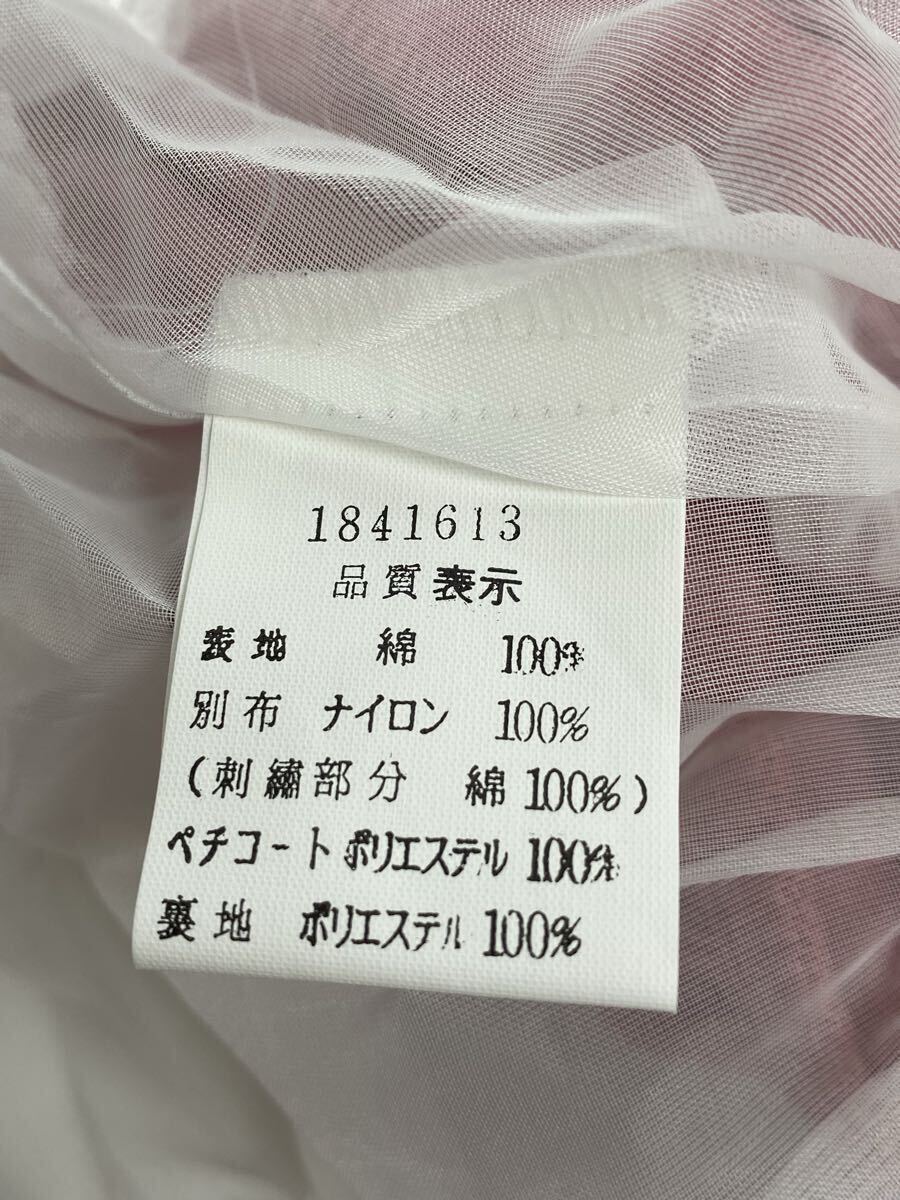 1841613
品質表示
表地 綿 100%
別布 ナイロン 100%
(刺繍部分 綿 100%)
ペチコート ポリエステル 100%
裏地 ポリエステル 100%